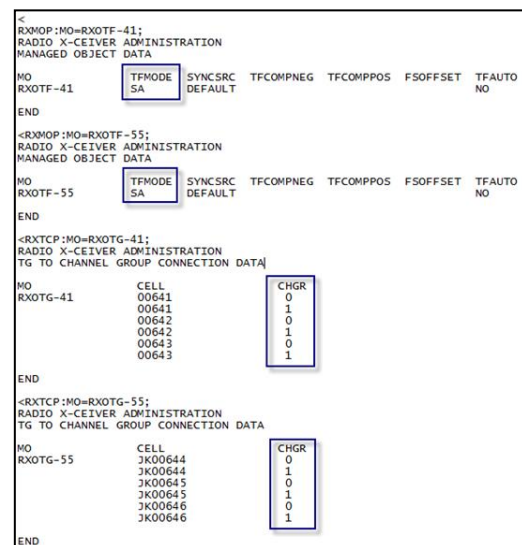 <
RXMOP:MO=RXOTF-41;
RADIO X-CEIVER ADMINISTRATION
MANAGED OBJECT DATA
MO TFMODE SYNCSRC TFCOMPNEG TFCOMPPOS FSOFFSET TFAUTO
RXOTF-41 SA DEFAULT NO
END
<RXMOP:MO=RXOTF-55;
RADIO X-CEIVER ADMINISTRATION
MANAGED OBJECT DATA
MO TFMODE SYNCSRC TFCOMPNEG TFCOMPPOS FSOFFSET TFAUTO
RXOTF-55 SA DEFAULT NO
END
<RXTCP:MO=RXOTG-41;
RADIO X-CEIVER ADMINISTRATION
TG TO CHANNEL GROUP CONNECTION DATA
MO CELL CHGR
RXOTG-41 00641 0
00641 1
00642 0
00642 1
00643 0
00643 1
END
<RXTCP:MO=RXOTG-55;
RADIO X-CEIVER ADMINISTRATION
TG TO CHANNEL GROUP CONNECTION DATA
MO CELL CHGR
RXOTG-55 JK00644 0
JK00644 1
JK00645 0
JK00645 1
JK00646 0
JK00646 1
END